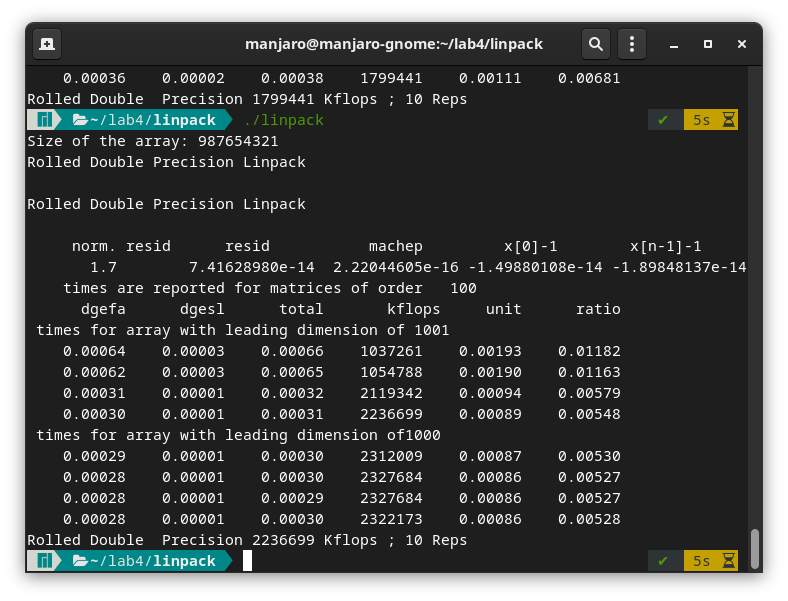 manjaro@manjaro-gnome:~/lab4/linpack
0.00036 0.00002 0.00038 1799441 0.00111 0.00681
Rolled Double  Precision 1799441 Kflops ; 10 Reps
~/lab4/linpack ./linpack ✔ 5s
Size of the array: 987654321
Rolled Double Precision Linpack
Rolled Double Precision Linpack
norm. resid resid machep x[0]-1 x[n-1]-1
1.7 7.41628980e-14 2.22044605e-16 -1.49880108e-14 -1.89848137e-14
times are reported for matrices of order   100
dgefa dgesl total kflops unit ratio
times for array with leading dimension of 1001
0.00064 0.00003 0.00066 1037261 0.00193 0.01182
0.00062 0.00003 0.00065 1054788 0.00190 0.01163
0.00031 0.00001 0.00032 2119342 0.00094 0.00579
0.00030 0.00001 0.00031 2236699 0.00089 0.00548
times for array with leading dimension of1000
0.00029 0.00001 0.00030 2312009 0.00087 0.00530
0.00028 0.00001 0.00030 2327684 0.00086 0.00527
0.00028 0.00001 0.00029 2327684 0.00086 0.00527
0.00028 0.00001 0.00030 2322173 0.00086 0.00528
Rolled Double  Precision 2236699 Kflops ; 10 Reps
~/lab4/linpack ✔ 5s